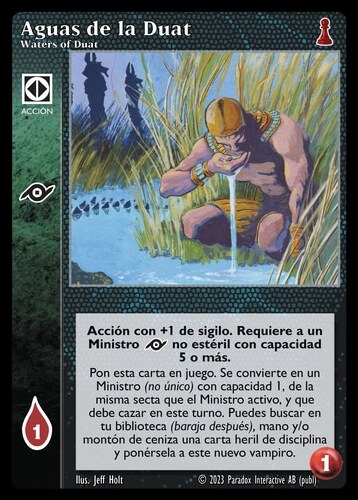 Aguas de la Duat
Waters of Duat
ACCIÓN
Acción con +1 de sigilo. Requiere a un
Ministro no estéril con capacidad
5 o más.
Pon esta carta en juego. Se convierte en un
Ministro (no único) con capacidad 1, de la
misma secta que el Ministro activo, y que
debe cazar en este turno. Puedes buscar en
tu biblioteca (baraja después), mano y/o
montón de ceniza una carta heril de disciplina
y ponérsela a este nuevo vampiro.
1
1
Ilus. Jeff Holt © 2023 Paradox Interactive AB (publ)